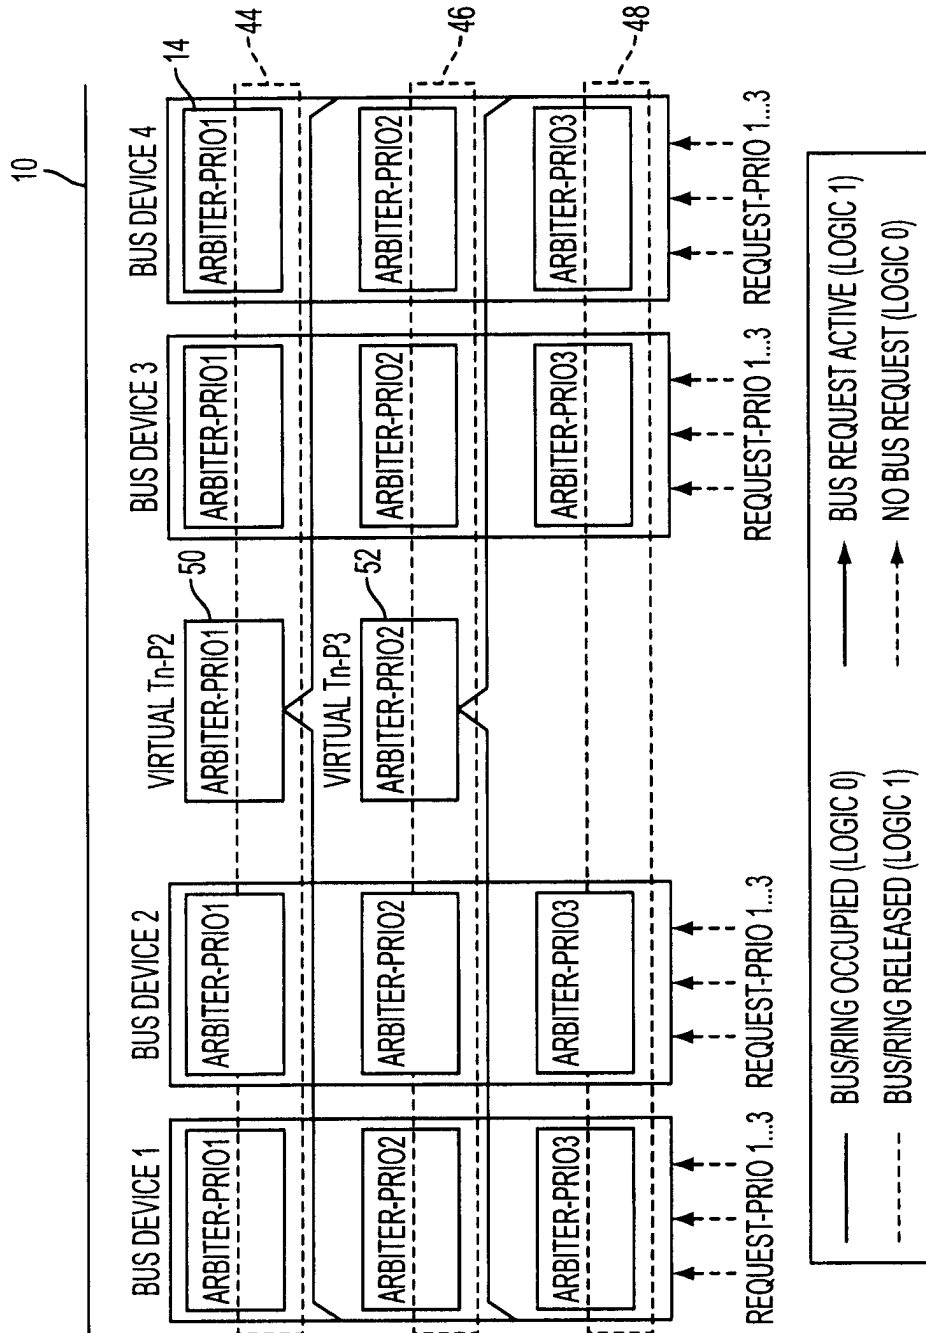 10
BUS DEVICE 1
BUS DEVICE 2
VIRTUAL Tn-P2
BUS DEVICE 3
BUS DEVICE 4
14
50
ARBITER-PRIO1
ARBITER-PRIO1
ARBITER-PRIO1
ARBITER-PRIO1
ARBITER-PRIO1
44
VIRTUAL Tn-P3
52
ARBITER-PRIO2
ARBITER-PRIO2
ARBITER-PRIO2
ARBITER-PRIO2
ARBITER-PRIO2
46
ARBITER-PRIO3
ARBITER-PRIO3
ARBITER-PRIO3
ARBITER-PRIO3
48
REQUEST-PRIO 1...3
REQUEST-PRIO 1...3
REQUEST-PRIO 1...3
REQUEST-PRIO 1...3
BUS/RING OCCUPIED (LOGIC 0)
BUS REQUEST ACTIVE (LOGIC 1)
BUS/RING RELEASED (LOGIC 1)
NO BUS REQUEST (LOGIC 0)